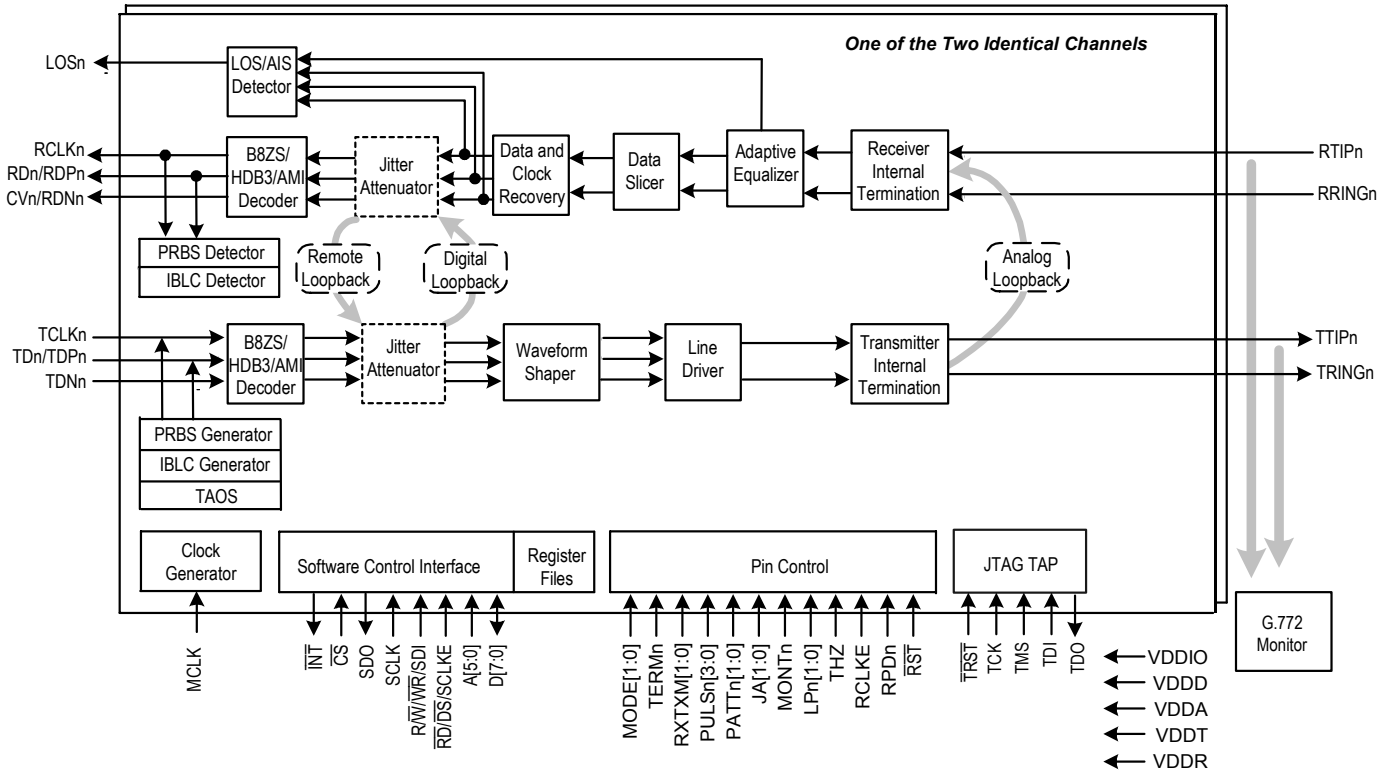 One of the Two Identical Channels
LOSn
LOS/AIS
Detector
RCLKn
RDn/RDPn
CVn/RDNn
B8ZS/
HDB3/AMI
Decoder
Jitter
Attenuator
Data and
Clock
Recovery
Data
Slicer
Adaptive
Equalizer
Receiver
Internal
Termination
RTIPn
RRINGn
PRBS Detector
IBLC Detector
Remote
Loopback
Digital
Loopback
Analog
Loopback
TCLKn
TDn/TDPn
TDNn
B8ZS/
HDB3/AMI
Decoder
Jitter
Attenuator
Waveform
Shaper
Line
Driver
Transmitter
Internal
Termination
TTIPn
TRINGn
PRBS Generator
IBLC Generator
TAOS
Clock
Generator
Software Control Interface
Register
Files
Pin Control
JTAG TAP
G.772
Monitor
MCLK
INT
CS
SDO
SCLK
R/W/WR/SDI
RD/DS/SCLKE
A[5:0]
D[7:0]
MODE[1:0]
TERMn
RXTXM[1:0]
PULSn[3:0]
PATTn[1:0]
JA[1:0]
MONTn
LPn[1:0]
THZ
RCLKE
RPDn
RST
TRST
TCK
TMS
TDI
TDO
VDDIO
VDDD
VDDA
VDDT
VDDR